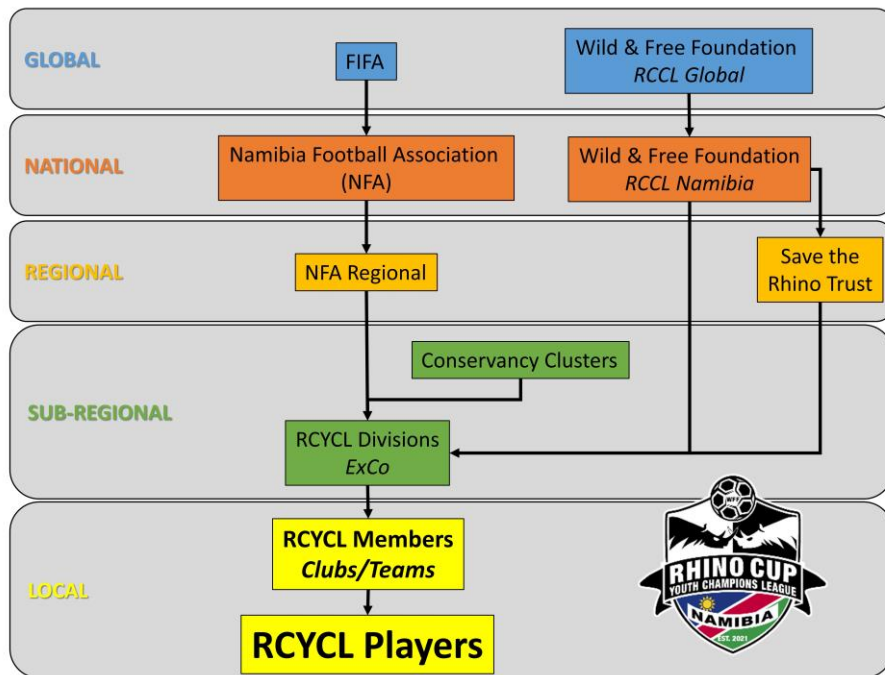 GLOBAL
FIFA
Wild & Free Foundation
RCCL Global
NATIONAL
Namibia Football Association
(NFA)
Wild & Free Foundation
RCCL Namibia
REGIONAL
NFA Regional
Save the
Rhino Trust
SUB-REGIONAL
Conservancy Clusters
RCYCL Divisions
ExCo
LOCAL
RCYCL Members
Clubs/Teams
RCYCL Players
WFF
RHINO CUP
YOUTH CHAMPIONS LEAGUE
NAMIBIA
EST. 2021